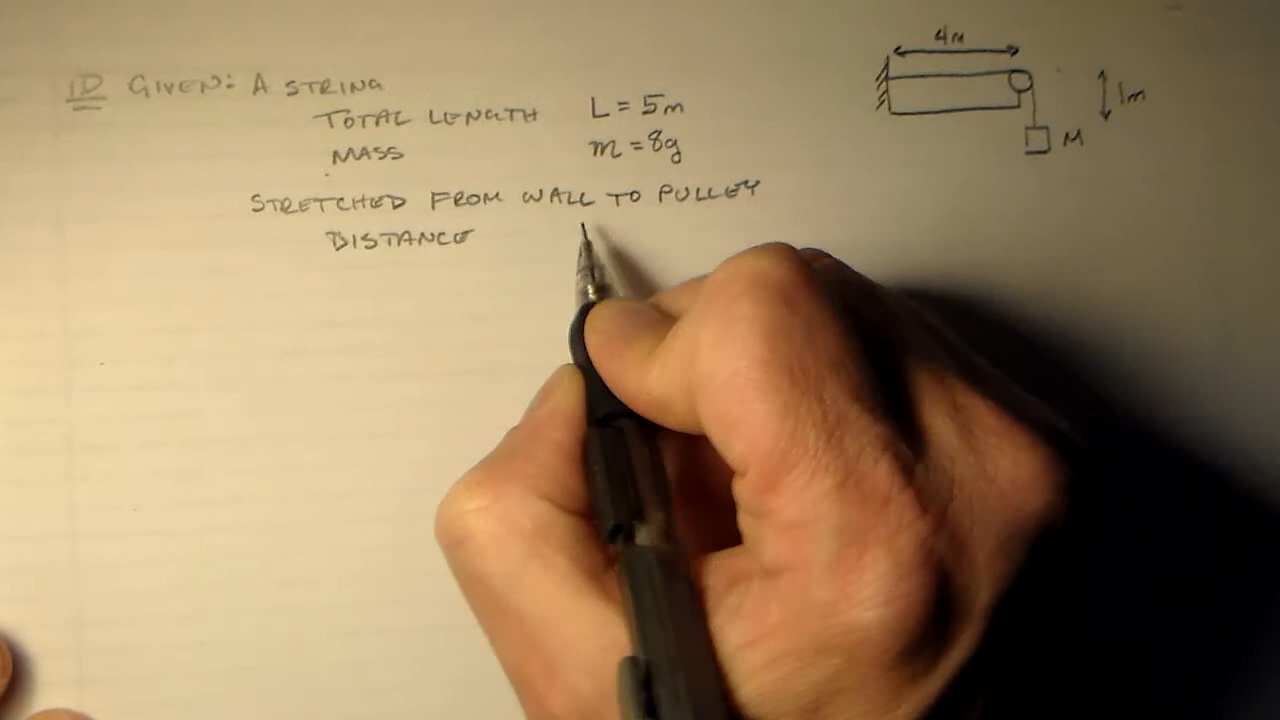 1D GIVEN: A STRING
TOTAL LENGTH L = 5m
MASS m = 8g
STRETCHED FROM WALL TO PULLEY
DISTANCE
4m
1m
M